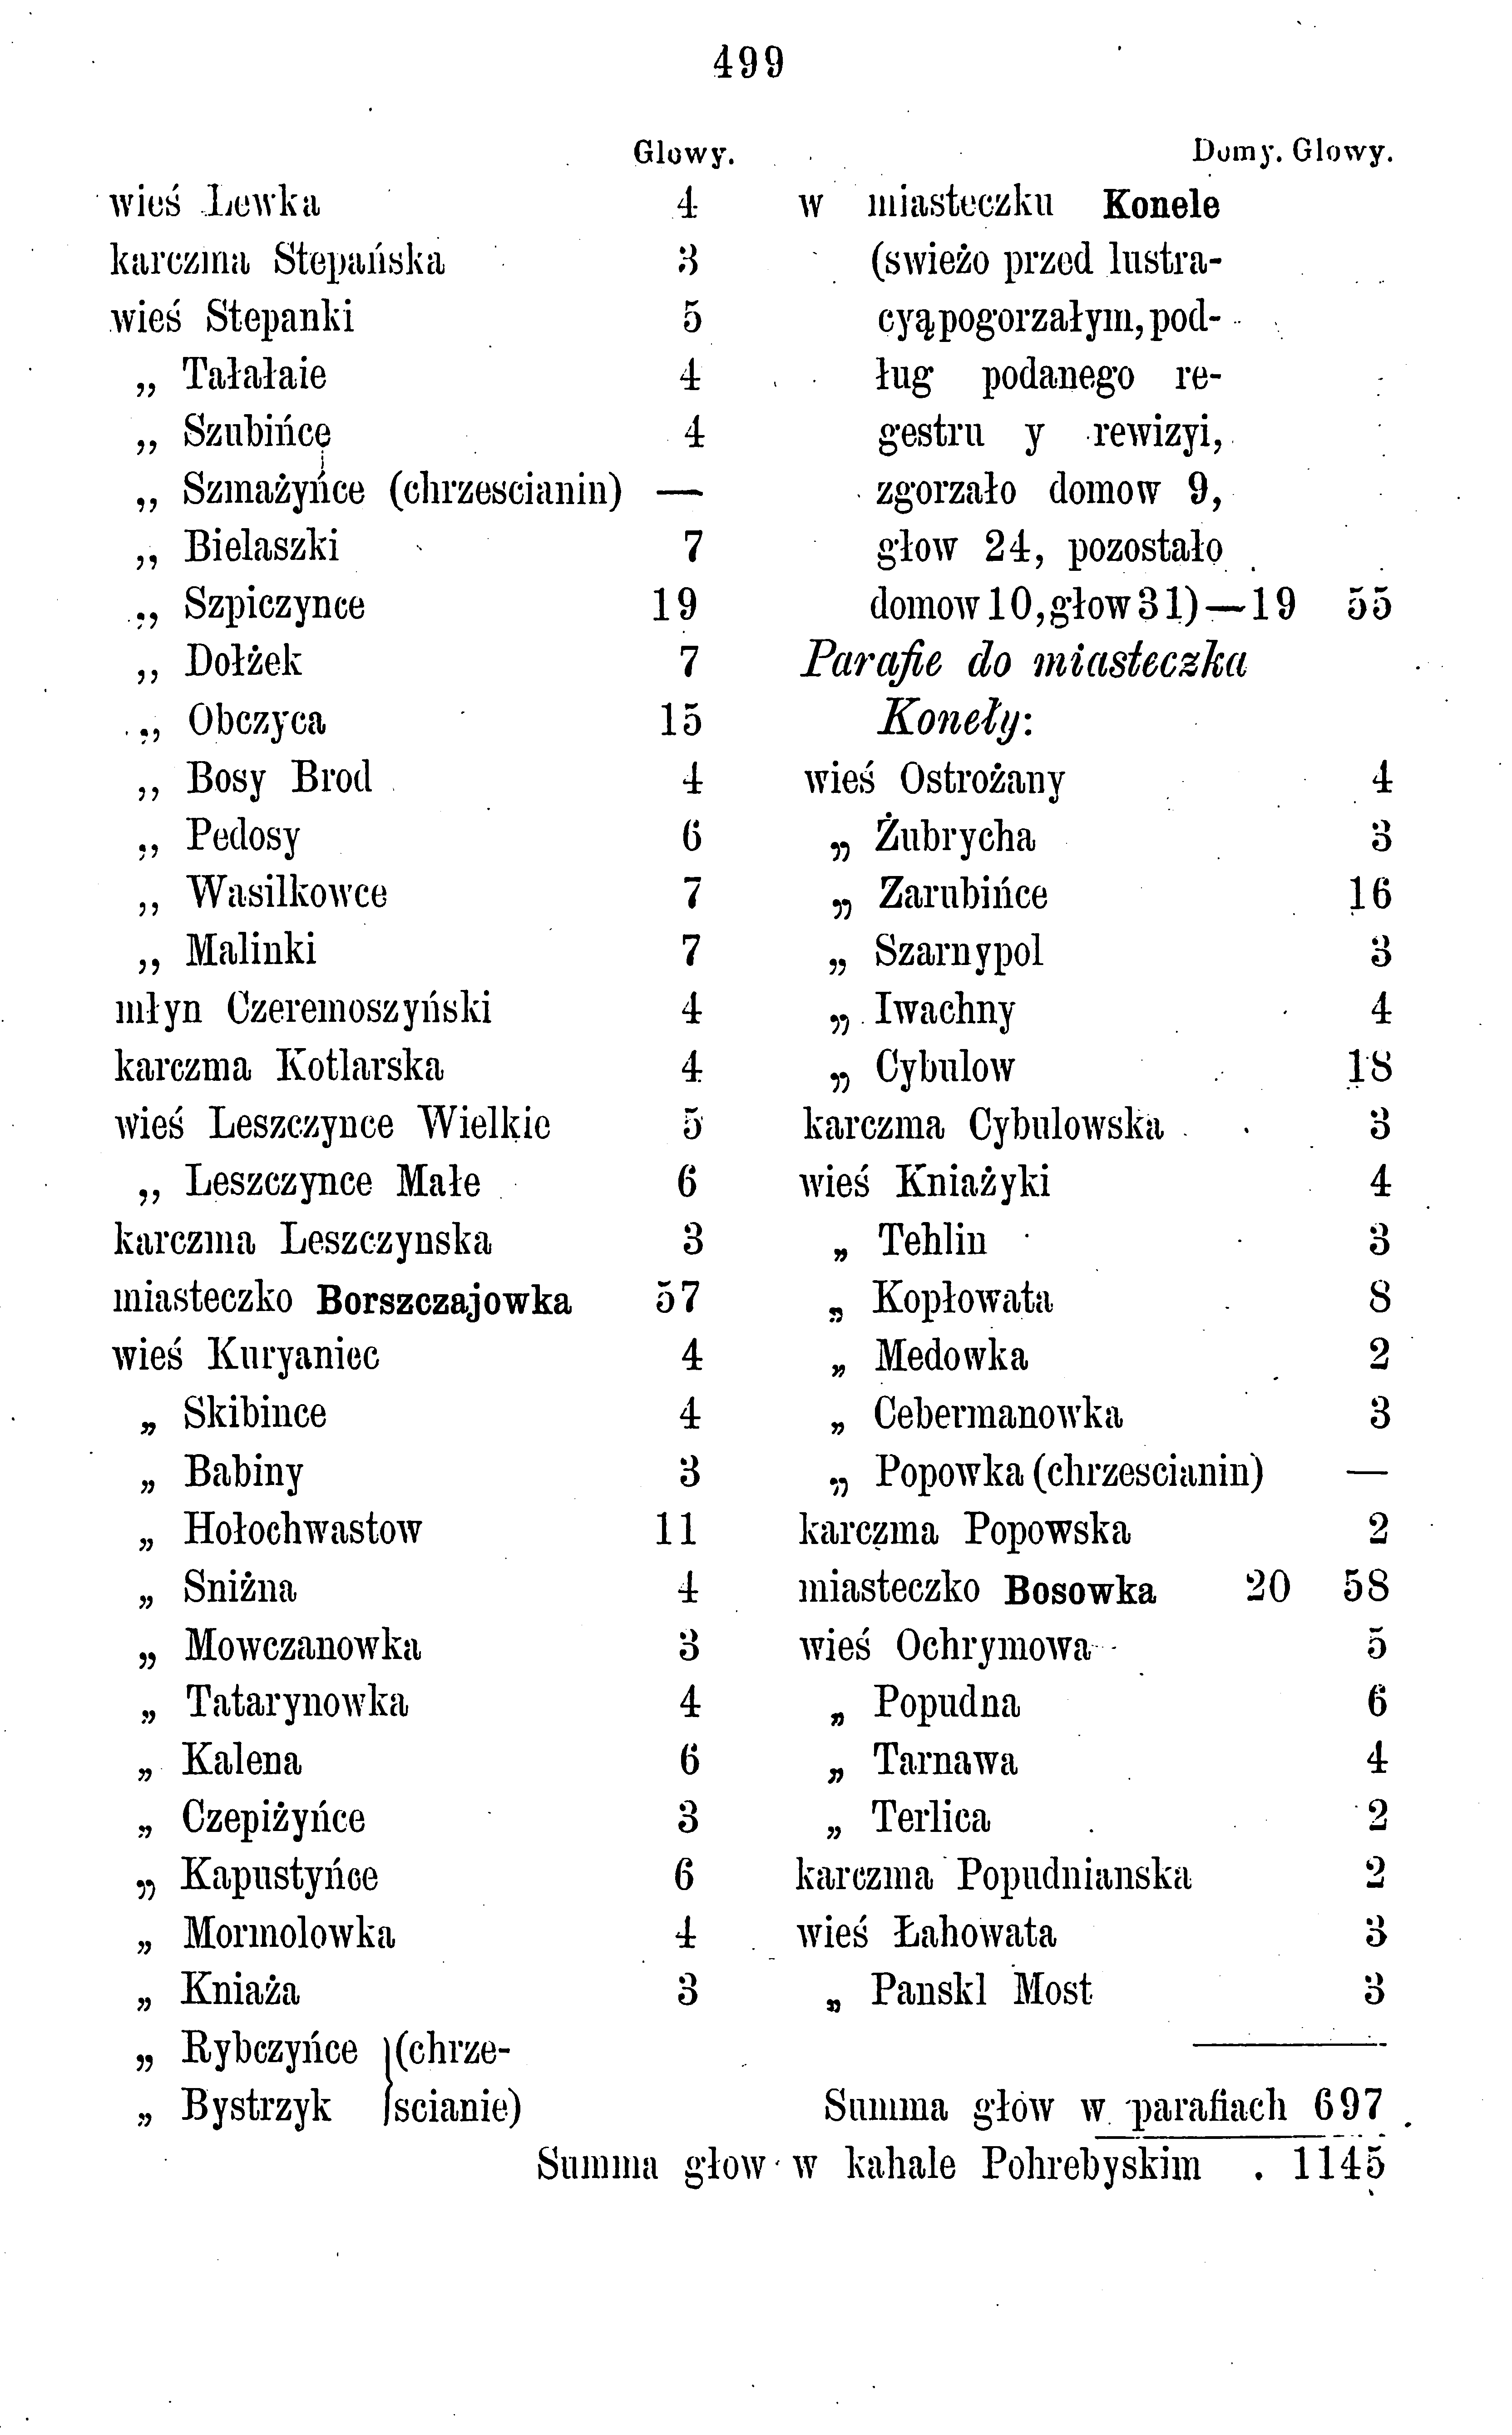 499
Glowy.
wieś Lewka 4
karczma Stepańska 3
wieś Stepanki 5
„ Tałałaie 4
„ Szubińce 4
„ Szmażyńce (chrzescianin) —
„ Bielaszki 7
„ Szpiczynce 19
„ Dołżek 7
„ Obczyca 15
„ Bosy Brod 4
„ Pedosy 6
„ Wasilkowce 7
„ Malinki 7
młyn Czeremoszyński 4
karczma Kotlarska 4
wieś Leszczynce Wielkie 5
„ Leszczynce Małe 6
karczma Leszczynska 3
miasteczko Borszczajowka 57
wieś Kuryaniec 4
„ Skibince 4
„ Babiny 3
„ Hołochwastow 11
„ Sniżna 4
„ Mowczanowka 3
„ Tatarynowka 4
„ Kalena 6
„ Czepiżyńce 3
„ Kapustyńce 6
„ Mormolowka 4
„ Kniaża 3
„ Rybczyńce (chrze-
„ Bystrzyk scianie)
Domy. Glowy.
w miasteczku Konele
(swieżo przed lustra-
cyą pogorzałym, pod-
ług podanego re-
gestru y rewizyi,
zgorzało domow 9,
głow 24, pozostało
domow 10, głow 31) — 19 55
Parafie do miasteczka
Koneły:
wieś Ostrożany 4
„ Żubrycha 3
„ Zarubińce 16
„ Szarnypol 3
„ Iwachny 4
„ Cybulow 18
karczma Cybulowska 3
wieś Kniażyki 4
„ Tehlin 3
„ Kopłowata 8
„ Medowka 2
„ Cebermanowka 3
„ Popowka (chrzescianin) —
karczma Popowska 2
miasteczko Bosowka 20 58
wieś Ochrymowa 5
„ Popudna 6
„ Tarnawa 4
„ Terlica 2
karczma Popudnianska 2
wieś Łahowata 3
„ Panskl Most 3
Summa głów w parafiach 697
Summa głow w kahale Pohrebyskim . 1145